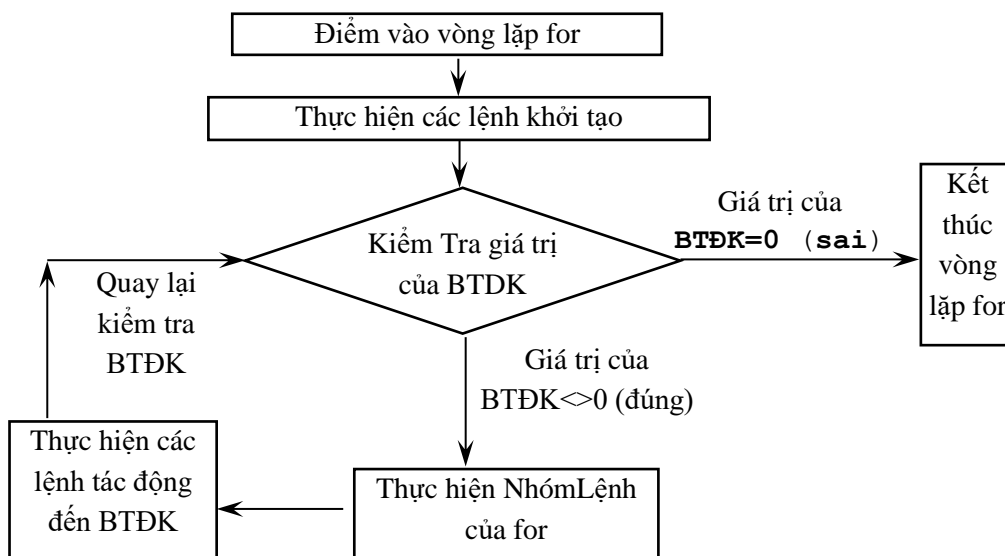 Điểm vào vòng lặp for
Thực hiện các lệnh khởi tạo
Kiểm Tra giá trị
của BTDK
Giá trị của
BTĐK=0 (sai)
Kết
thúc
vòng
lặp for
Quay lại
kiểm tra
BTĐK
Giá trị của
BTĐK<>0 (đúng)
Thực hiện các
lệnh tác động
đến BTĐK
Thực hiện NhómLệnh
của for